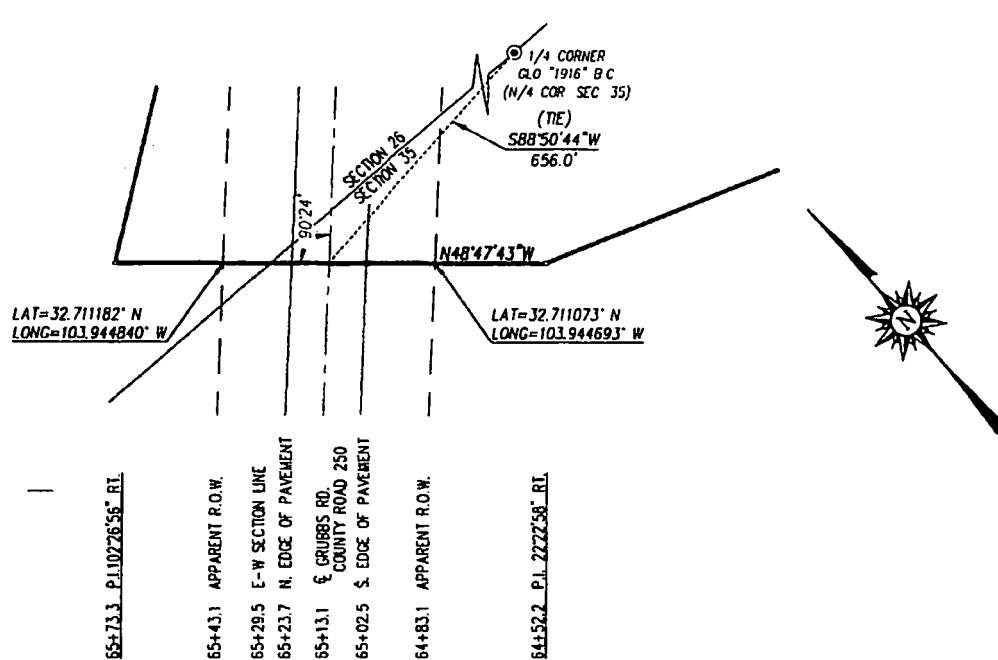 1/4 CORNER
GLO "1916" B C
(N/4 COR SEC 35)
(TIE)
S88°50'44"W
656.0'
SECTION 26
SECTION 35
90°24'
N48°47'43"W
LAT=32.711182° N
LONG=103.944840° W
LAT=32.711073° N
LONG=103.944693° W
N
65+73.3 P.I. 102°26'56" RT.
65+43.1 APPARENT R.O.W.
65+29.5 E-W SECTION LINE
65+23.7 N. EDGE OF PAVEMENT
65+13.1 ℄ GRUBBS RD.
COUNTY ROAD 250
65+02.5 S. EDGE OF PAVEMENT
64+83.1 APPARENT R.O.W.
64+52.2 P.I. 22°22'58" RT.